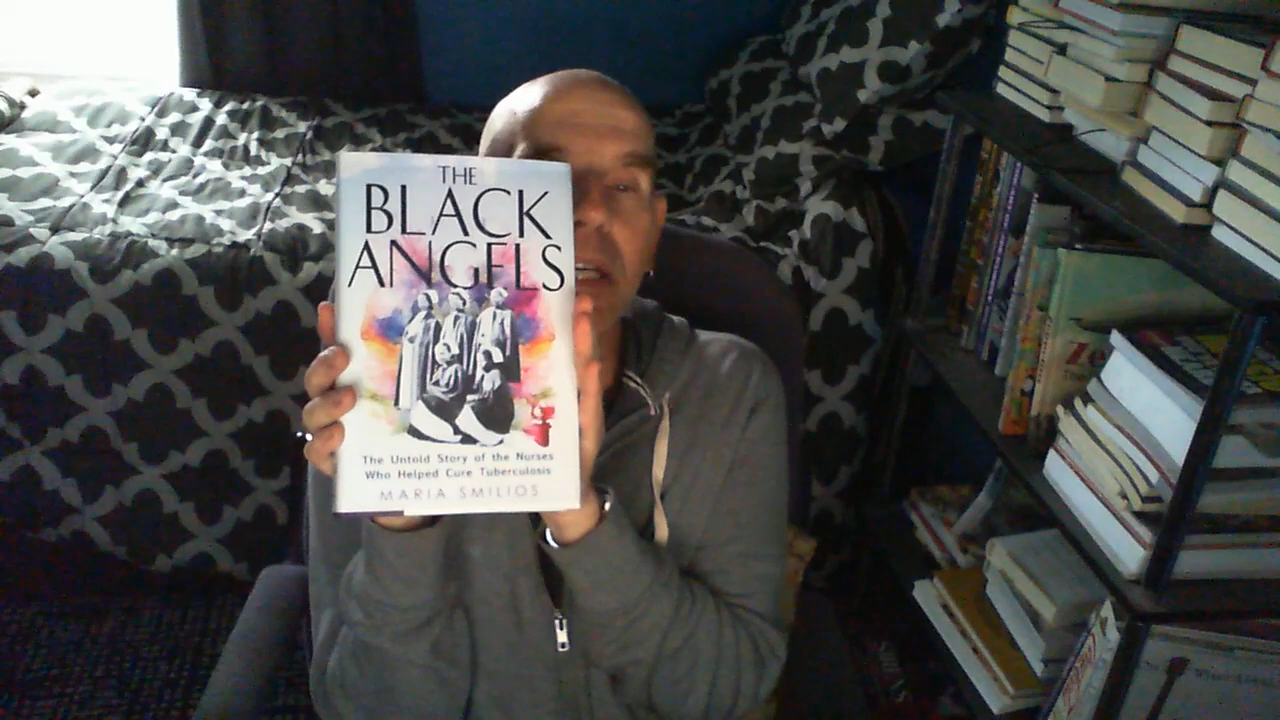 THE
BLACK
ANGELS
The Untold Story of the Nurses
Who Helped Cure Tuberculosis
MARIA SMILIOS